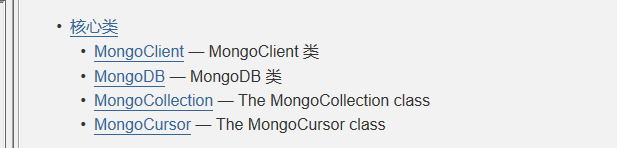 核心类
MongoClient — MongoClient 类
MongoDB — MongoDB 类
MongoCollection — The MongoCollection class
MongoCursor — The MongoCursor class